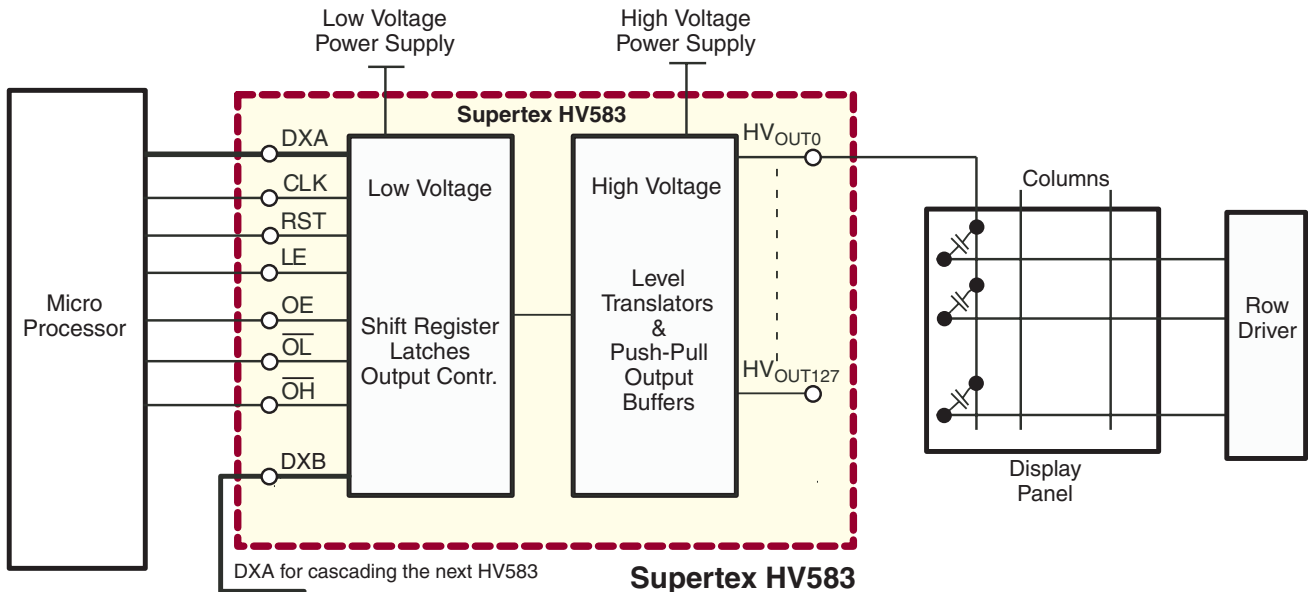 Low Voltage
Power Supply
High Voltage
Power Supply
Supertex HV583
Micro
Processor
DXA
CLK
RST
LE
OE
OL
OH
DXB
Low Voltage
Shift Register
Latches
Output Contr.
High Voltage
Level
Translators
&
Push-Pull
Output
Buffers
HVOUT0
HVOUT127
Columns
Display
Panel
Row
Driver
DXA for cascading the next HV583
Supertex HV583